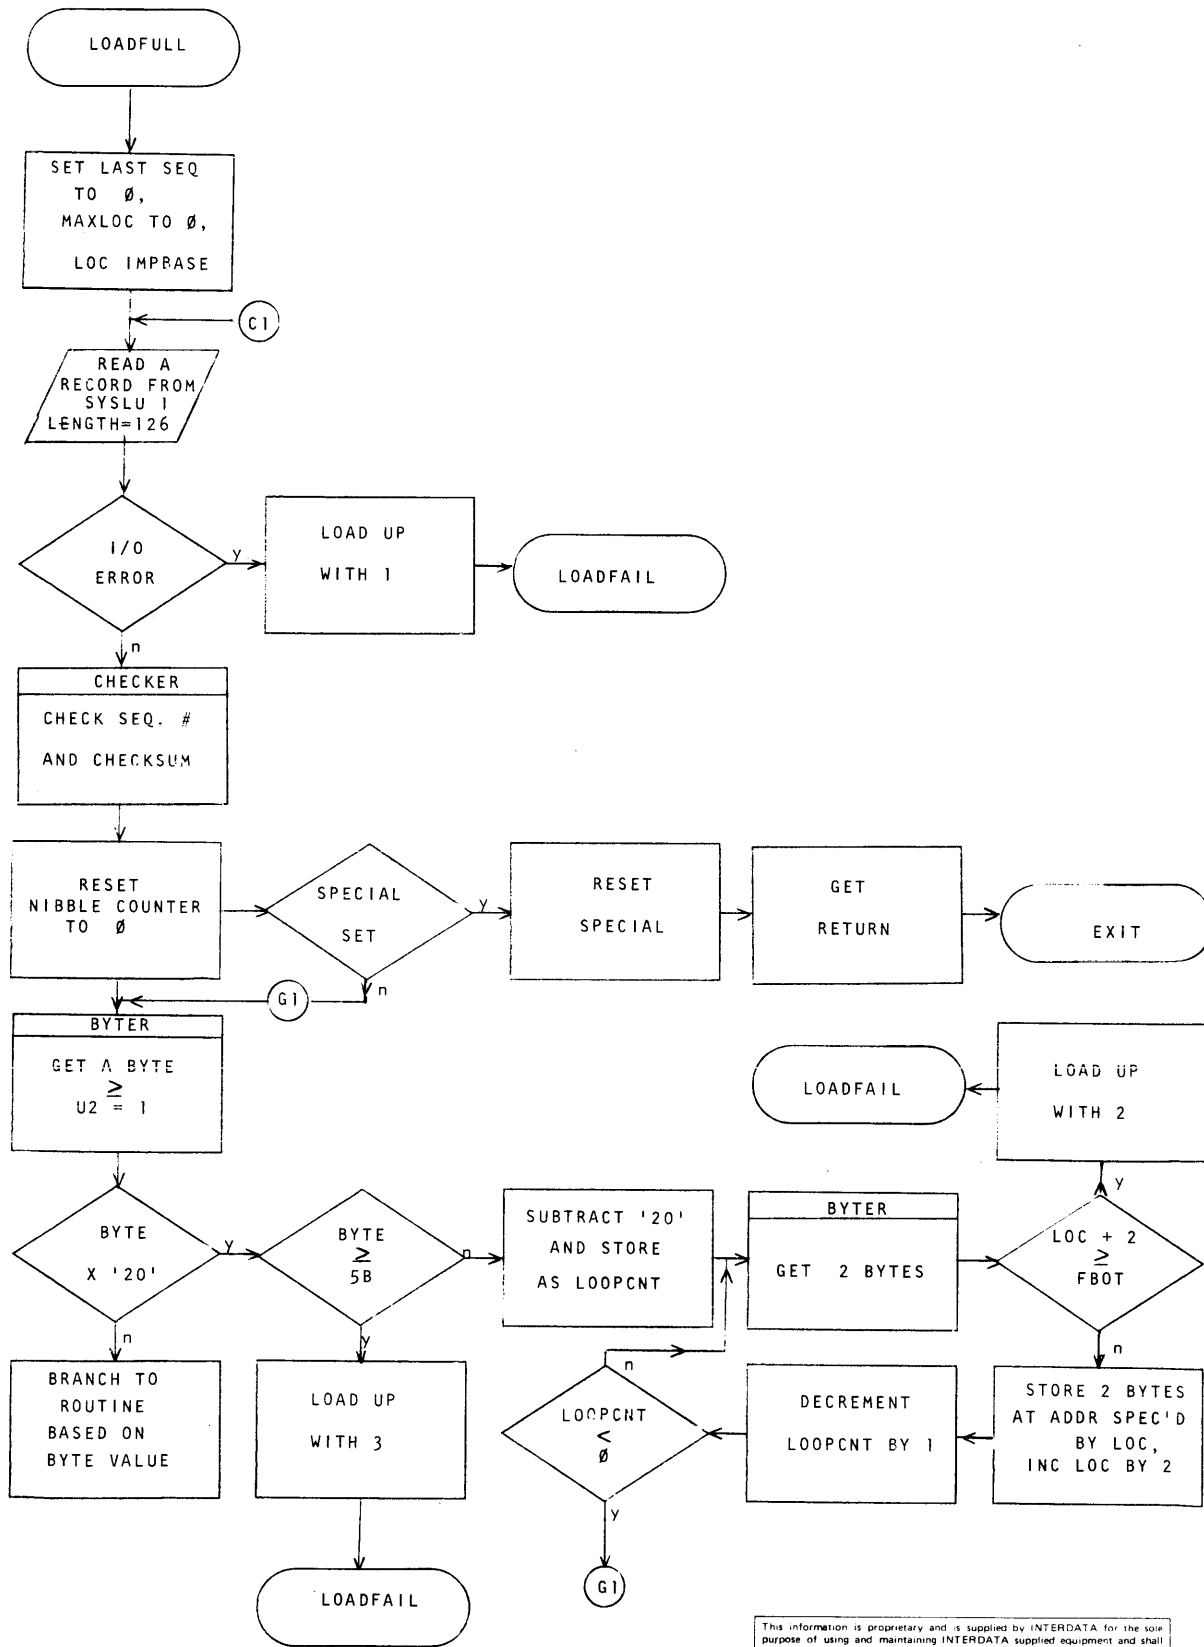 LOADFULL
SET LAST SEQ
TO Ø,
MAXLOC TO Ø,
LOC IMPBASE
C1
READ A
RECORD FROM
SYSLU 1
LENGTH=126
I/O
ERROR
y
n
LOAD UP
WITH 1
LOADFAIL
CHECKER
CHECK SEQ. #
AND CHECKSUM
RESET
NIBBLE COUNTER
TO Ø
SPECIAL
SET
y
n
RESET
SPECIAL
GET
RETURN
EXIT
G1
BYTER
GET A BYTE
≥
U2 = 1
LOADFAIL
LOAD UP
WITH 2
y
BYTE
X '20'
y
n
BYTE
≥
5B
n
y
SUBTRACT '20'
AND STORE
AS LOOPCNT
BYTER
GET 2 BYTES
LOC + 2
≥
FBOT
n
BRANCH TO
ROUTINE
BASED ON
BYTE VALUE
LOAD UP
WITH 3
n
LOOPCNT
<
Ø
y
DECREMENT
LOOPCNT BY 1
STORE 2 BYTES
AT ADDR SPEC'D
BY LOC,
INC LOC BY 2
LOADFAIL
G1
This information is proprietary and is supplied by INTERDATA for the sole
purpose of using and maintaining INTERDATA supplied equipment and shall